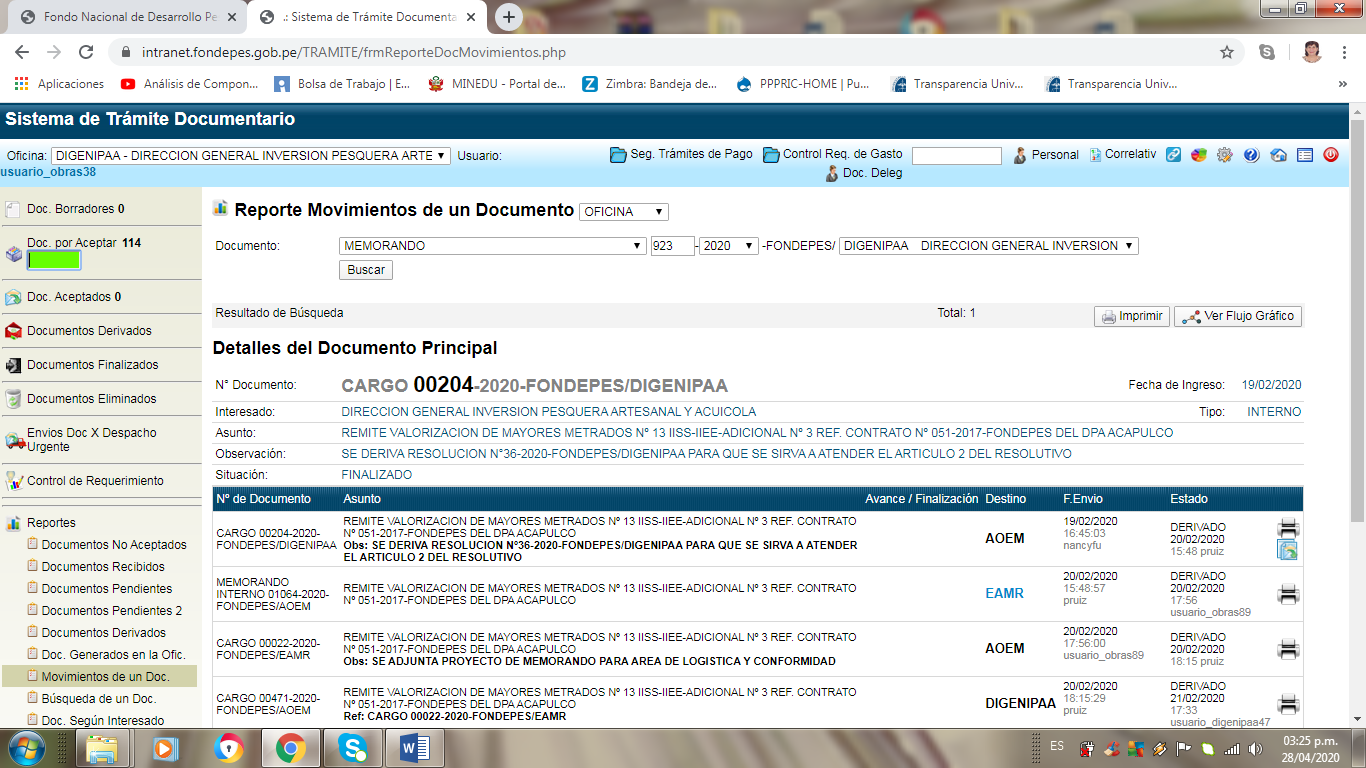 Fondo Nacional de Desarrollo Pe
.: Sistema de Trámite Documenta
intranet.fondepes.gob.pe/TRAMITE/frmReporteDocMovimientos.php
Aplicaciones
Análisis de Compon...
Bolsa de Trabajo | E...
MINEDU - Portal de...
Zimbra: Bandeja de...
PPPRIC-HOME | Pu...
Transparencia Univ...
Transparencia Univ...
»
Sistema de Trámite Documentario
Oficina: DIGENIPAA - DIRECCION GENERAL INVERSION PESQUERA ARTE Usuario:
usuario_obras38
Seg. Trámites de Pago
Control Req. de Gasto
Personal
Correlativ
Doc. Deleg
Doc. Borradores 0
Doc. por Aceptar 114
Doc. Aceptados 0
Documentos Derivados
Documentos Finalizados
Documentos Eliminados
Envios Doc X Despacho
Urgente
Control de Requerimiento
Reportes
Documentos No Aceptados
Documentos Recibidos
Documentos Pendientes
Documentos Pendientes 2
Documentos Derivados
Doc. Generados en la Ofic.
Movimientos de un Doc.
Búsqueda de un Doc.
Doc. Según Interesado
Reporte Movimientos de un Documento OFICINA
Documento: MEMORANDO 923 - 2020 -FONDEPES/ DIGENIPAA DIRECCION GENERAL INVERSION
Buscar
Resultado de Búsqueda Total: 1 Imprimir Ver Flujo Gráfico
Detalles del Documento Principal
N° Documento: CARGO 00204-2020-FONDEPES/DIGENIPAA Fecha de Ingreso: 19/02/2020
Interesado: DIRECCION GENERAL INVERSION PESQUERA ARTESANAL Y ACUICOLA Tipo: INTERNO
Asunto: REMITE VALORIZACION DE MAYORES METRADOS Nº 13 IISS-IIEE-ADICIONAL Nº 3 REF. CONTRATO Nº 051-2017-FONDEPES DEL DPA ACAPULCO
Observación: SE DERIVA RESOLUCION N°36-2020-FONDEPES/DIGENIPAA PARA QUE SE SIRVA A ATENDER EL ARTICULO 2 DEL RESOLUTIVO
Situación: FINALIZADO
Nº de Documento Asunto Avance / Finalización Destino F.Envio Estado
CARGO 00204-2020-
FONDEPES/DIGENIPAA
REMITE VALORIZACION DE MAYORES METRADOS Nº 13 IISS-IIEE-ADICIONAL Nº 3 REF. CONTRATO
Nº 051-2017-FONDEPES DEL DPA ACAPULCO
Obs: SE DERIVA RESOLUCION N°36-2020-FONDEPES/DIGENIPAA PARA QUE SE SIRVA A ATENDER
EL ARTICULO 2 DEL RESOLUTIVO
AOEM
19/02/2020
16:45:03
nancyfu
DERIVADO
20/02/2020
15:48 pruiz
MEMORANDO
INTERNO 01064-2020-
FONDEPES/AOEM
REMITE VALORIZACION DE MAYORES METRADOS Nº 13 IISS-IIEE-ADICIONAL Nº 3 REF. CONTRATO
Nº 051-2017-FONDEPES DEL DPA ACAPULCO
EAMR
20/02/2020
15:48:57
pruiz
DERIVADO
20/02/2020
17:56
usuario_obras89
CARGO 00022-2020-
FONDEPES/EAMR
REMITE VALORIZACION DE MAYORES METRADOS Nº 13 IISS-IIEE-ADICIONAL Nº 3 REF. CONTRATO
Nº 051-2017-FONDEPES DEL DPA ACAPULCO
Obs: SE ADJUNTA PROYECTO DE MEMORANDO PARA AREA DE LOGISTICA Y CONFORMIDAD
AOEM
20/02/2020
17:56:00
usuario_obras89
DERIVADO
20/02/2020
18:15 pruiz
CARGO 00471-2020-
FONDEPES/AOEM
REMITE VALORIZACION DE MAYORES METRADOS Nº 13 IISS-IIEE-ADICIONAL Nº 3 REF. CONTRATO
Nº 051-2017-FONDEPES DEL DPA ACAPULCO
Ref: CARGO 00022-2020-FONDEPES/EAMR
DIGENIPAA
20/02/2020
18:15:29
pruiz
DERIVADO
21/02/2020
17:33
usuario_digenipaa47
ES
03:25 p.m.
28/04/2020